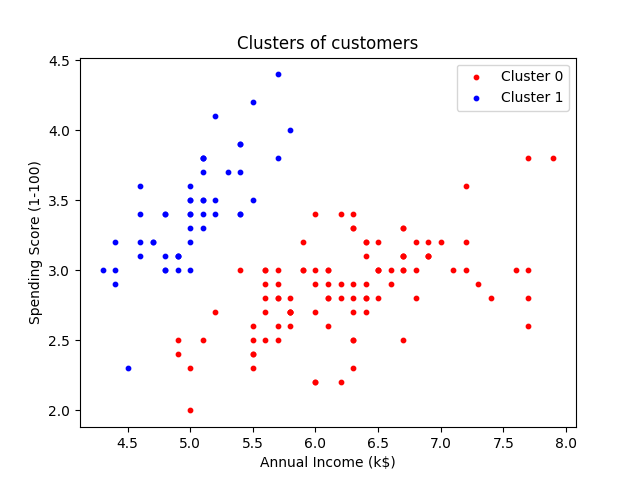 Clusters of customers
Cluster 0
Cluster 1
Spending Score (1-100)
4.5
4.0
3.5
3.0
2.5
2.0
4.5 5.0 5.5 6.0 6.5 7.0 7.5 8.0
Annual Income (k$)